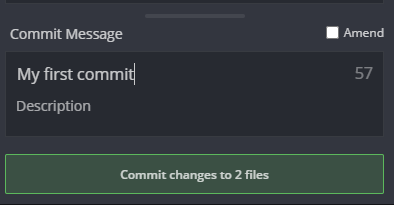 Commit Message Amend
My first commit 57
Description
Commit changes to 2 files